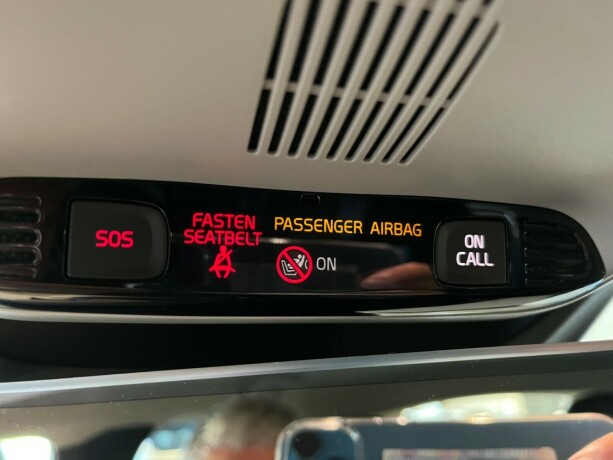 SOS
FASTEN
SEATBELT
PASSENGER AIRBAG
ON
ON
CALL